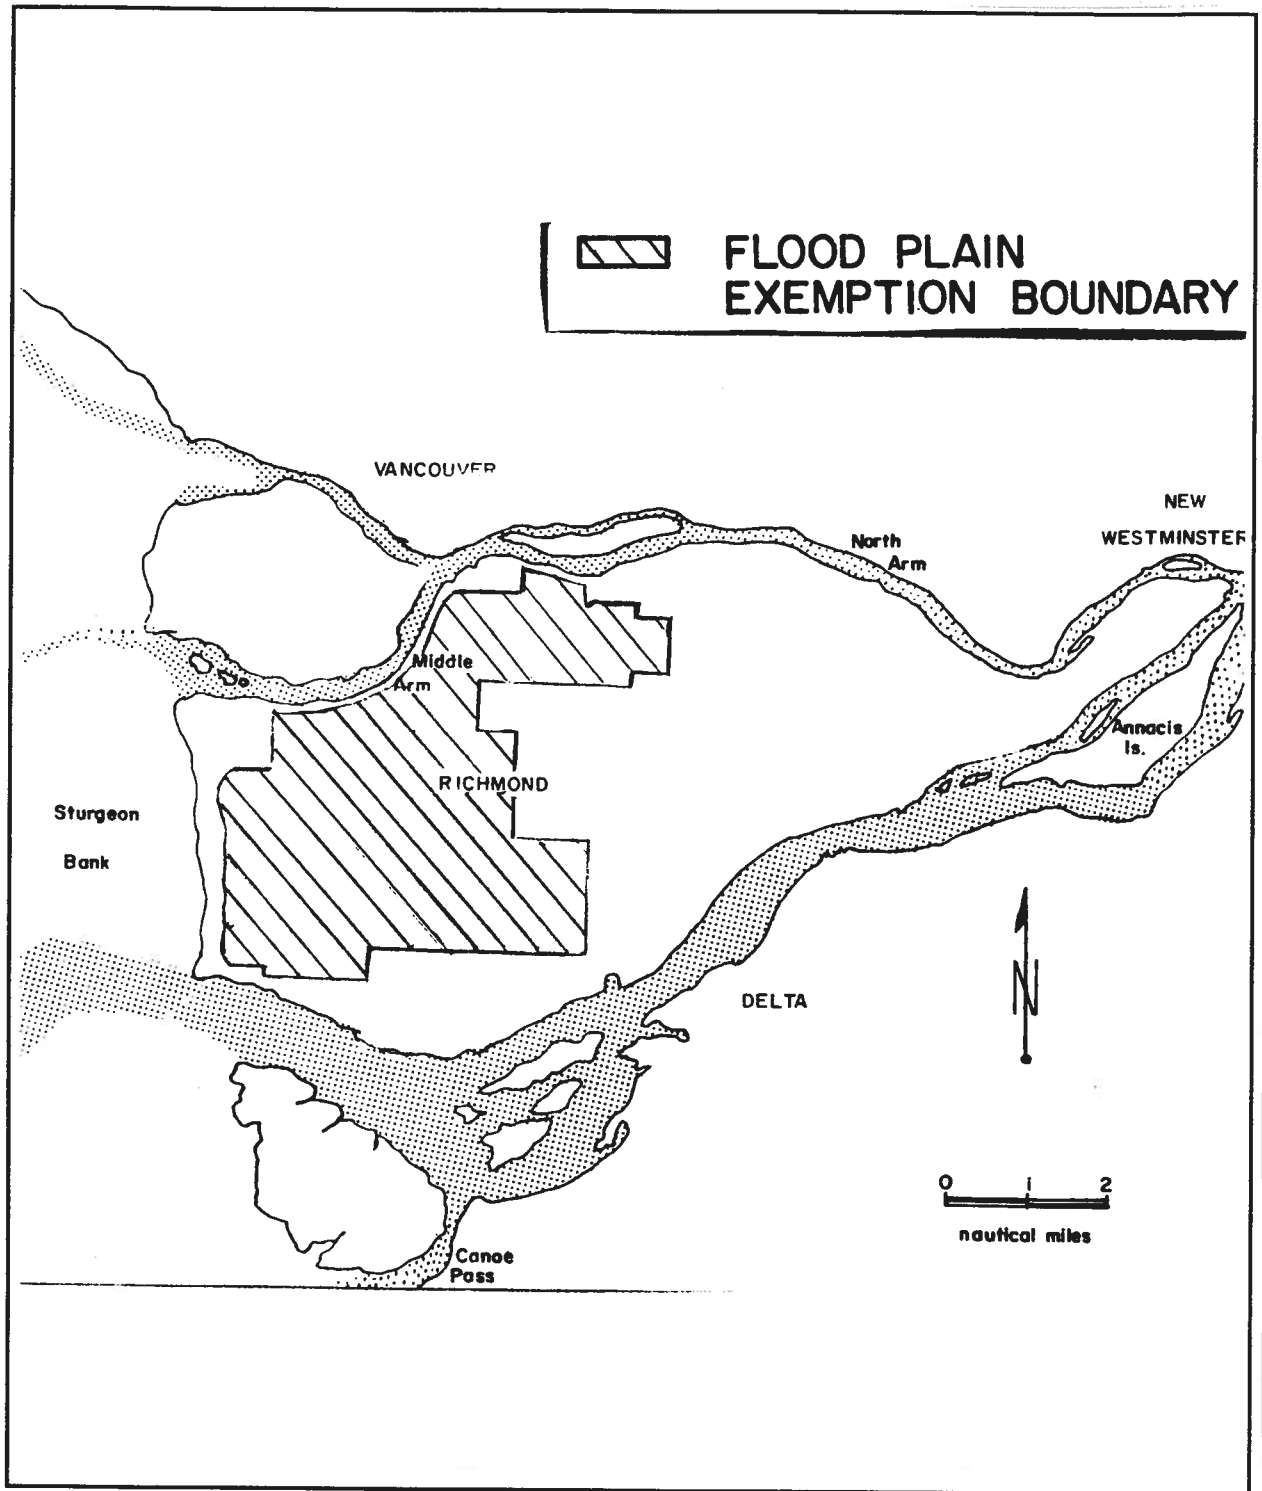 FLOOD PLAIN
EXEMPTION BOUNDARY
VANCOUVER
NEW
WESTMINSTER
North
Arm
Middle
Arm
Annacis
Is.
RICHMOND
Sturgeon
Bank
DELTA
N
0 1 2
nautical miles
Canoe
Pass